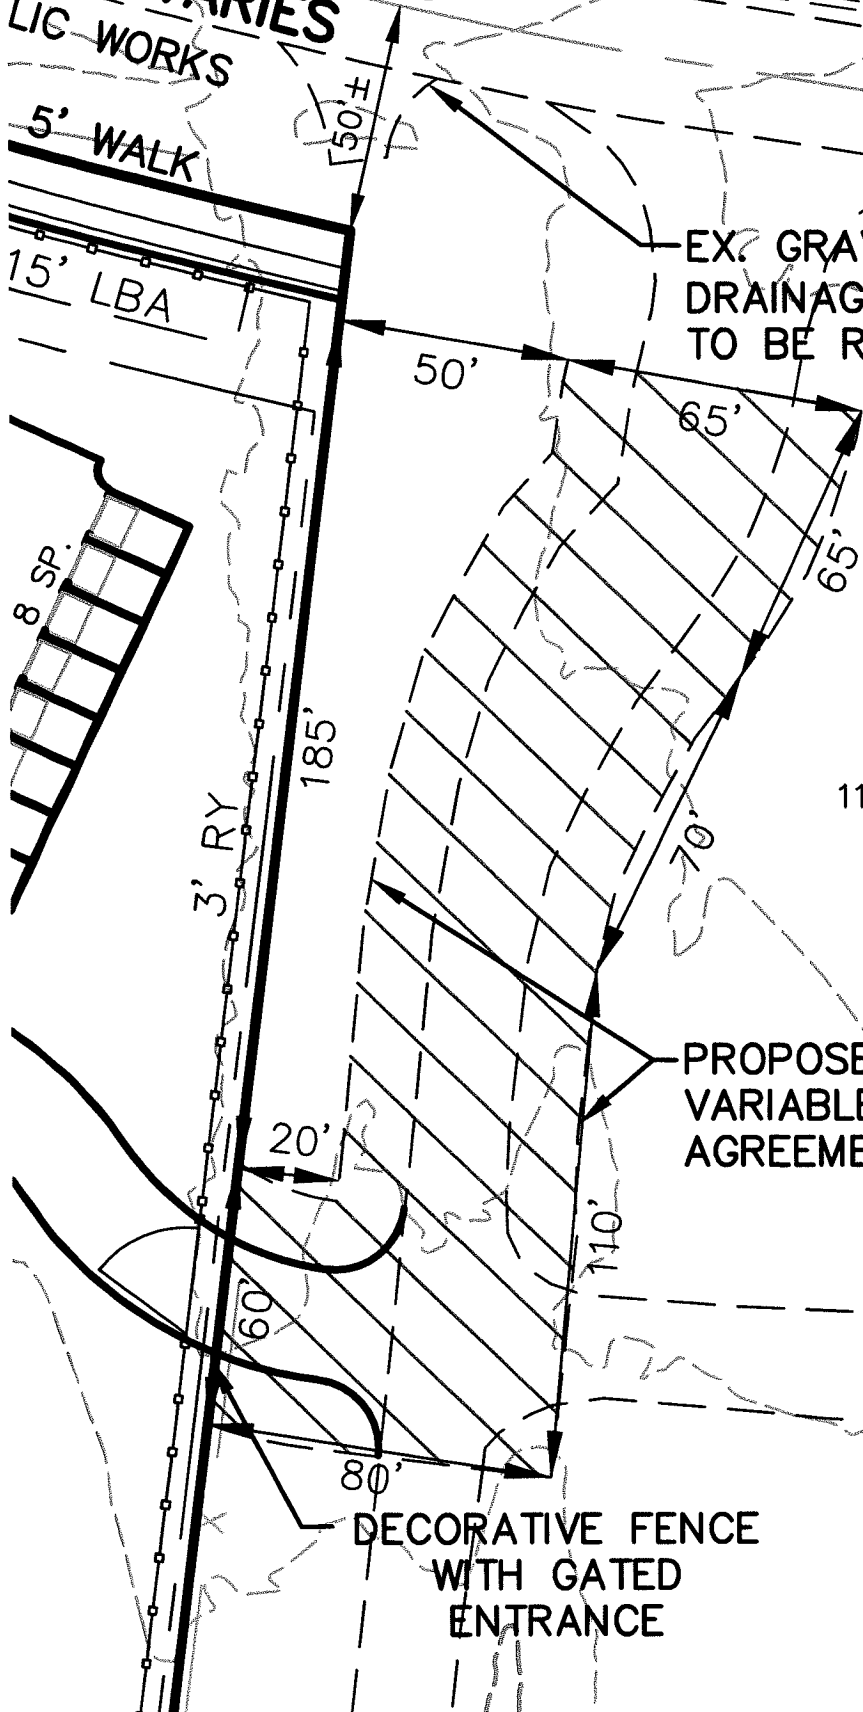 LIC WORKS
5' WALK
50'±
EX. GRA
DRAINAG
TO BE R
15' LBA
50'
65'
65'
8 SP.
185'
70'
11
3' RY
PROPOSE
VARIABLE
AGREEME
20'
110'
60'
80'
DECORATIVE FENCE
WITH GATED
ENTRANCE